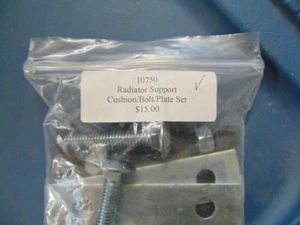 10750
Radiator Support
Cushion/Bolt/Plate Set
$15.00